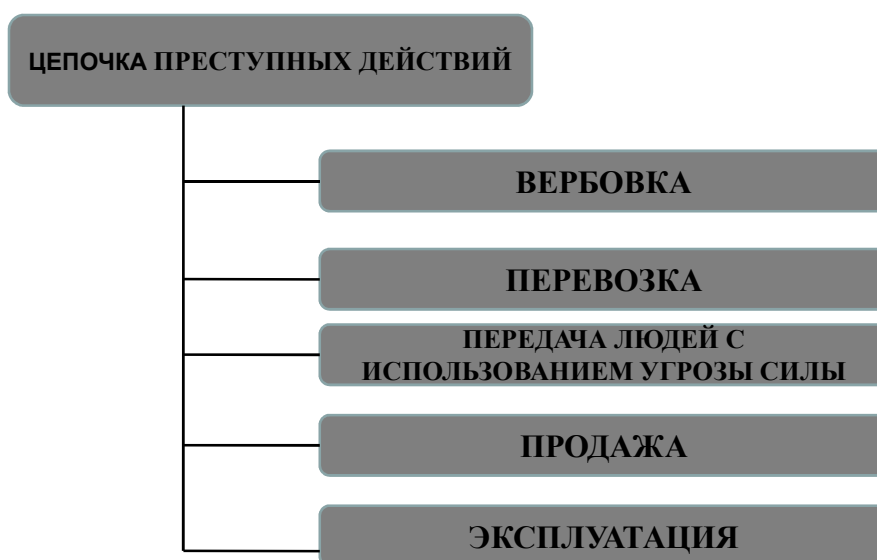 ЦЕПОЧКА ПРЕСТУПНЫХ ДЕЙСТВИЙ
ВЕРБОВКА
ПЕРЕВОЗКА
ПЕРЕДАЧА ЛЮДЕЙ С
ИСПОЛЬЗОВАНИЕМ УГРОЗЫ СИЛЫ
ПРОДАЖА
ЭКСПЛУАТАЦИЯ